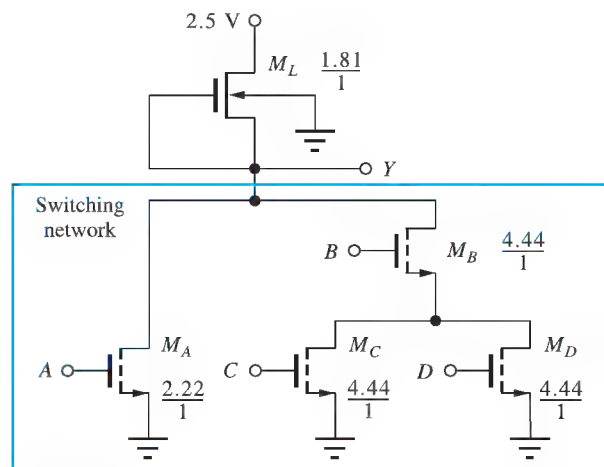 2.5 V
M_L 1.81/1
Y
Switching
network
B M_B 4.44/1
A M_A 2.22/1
C M_C 4.44/1
D M_D 4.44/1